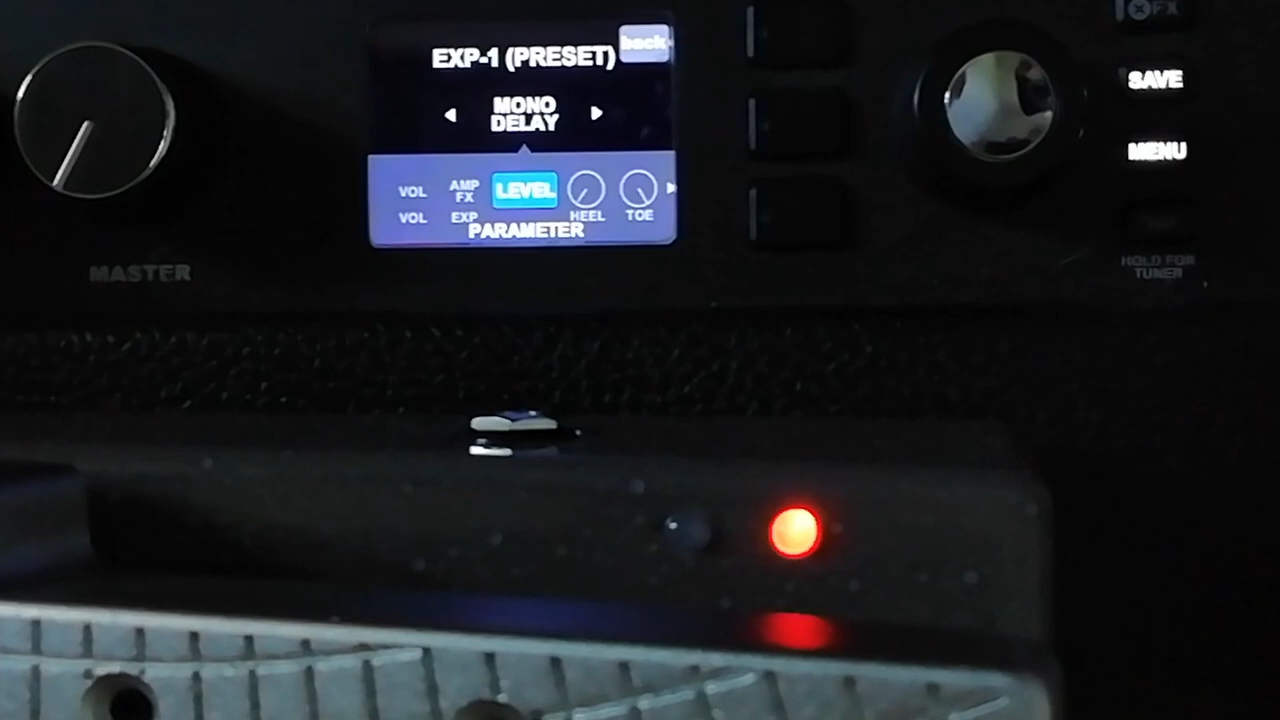 EXP-1 (PRESET)
back
MONO
DELAY
VOL
AMP
FX
LEVEL
VOL
EXP
HEEL
TOE
PARAMETER
MASTER
FX
SAVE
MENU
HOLD FOR
TUNER